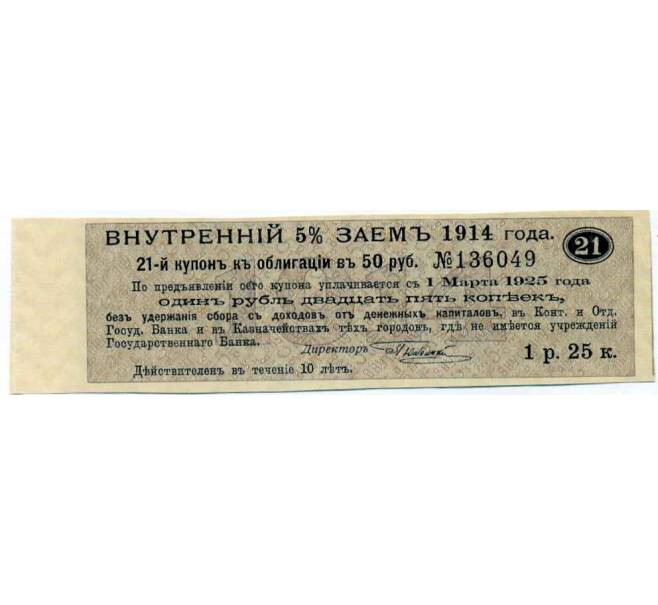 ВНУТРЕННІЙ 5% ЗАЕМЪ 1914 года. 21
21-й купонъ къ облигаціи въ 50 руб. №136049
По предъявленіи сего купона уплачивается съ 1 Марта 1925 года
одинъ рубль двадцать пять копѣекъ,
безъ удержанія сбора съ доходовъ отъ денежныхъ капиталовъ, въ Конт. и Отд.
Госуд. Банка и въ Казначействахъ тѣхъ городовъ, гдѣ не имѣется учрежденій
Государственнаго Банка.
Директоръ
1 р. 25 к.
Дѣйствителенъ въ теченіе 10 лѣтъ.